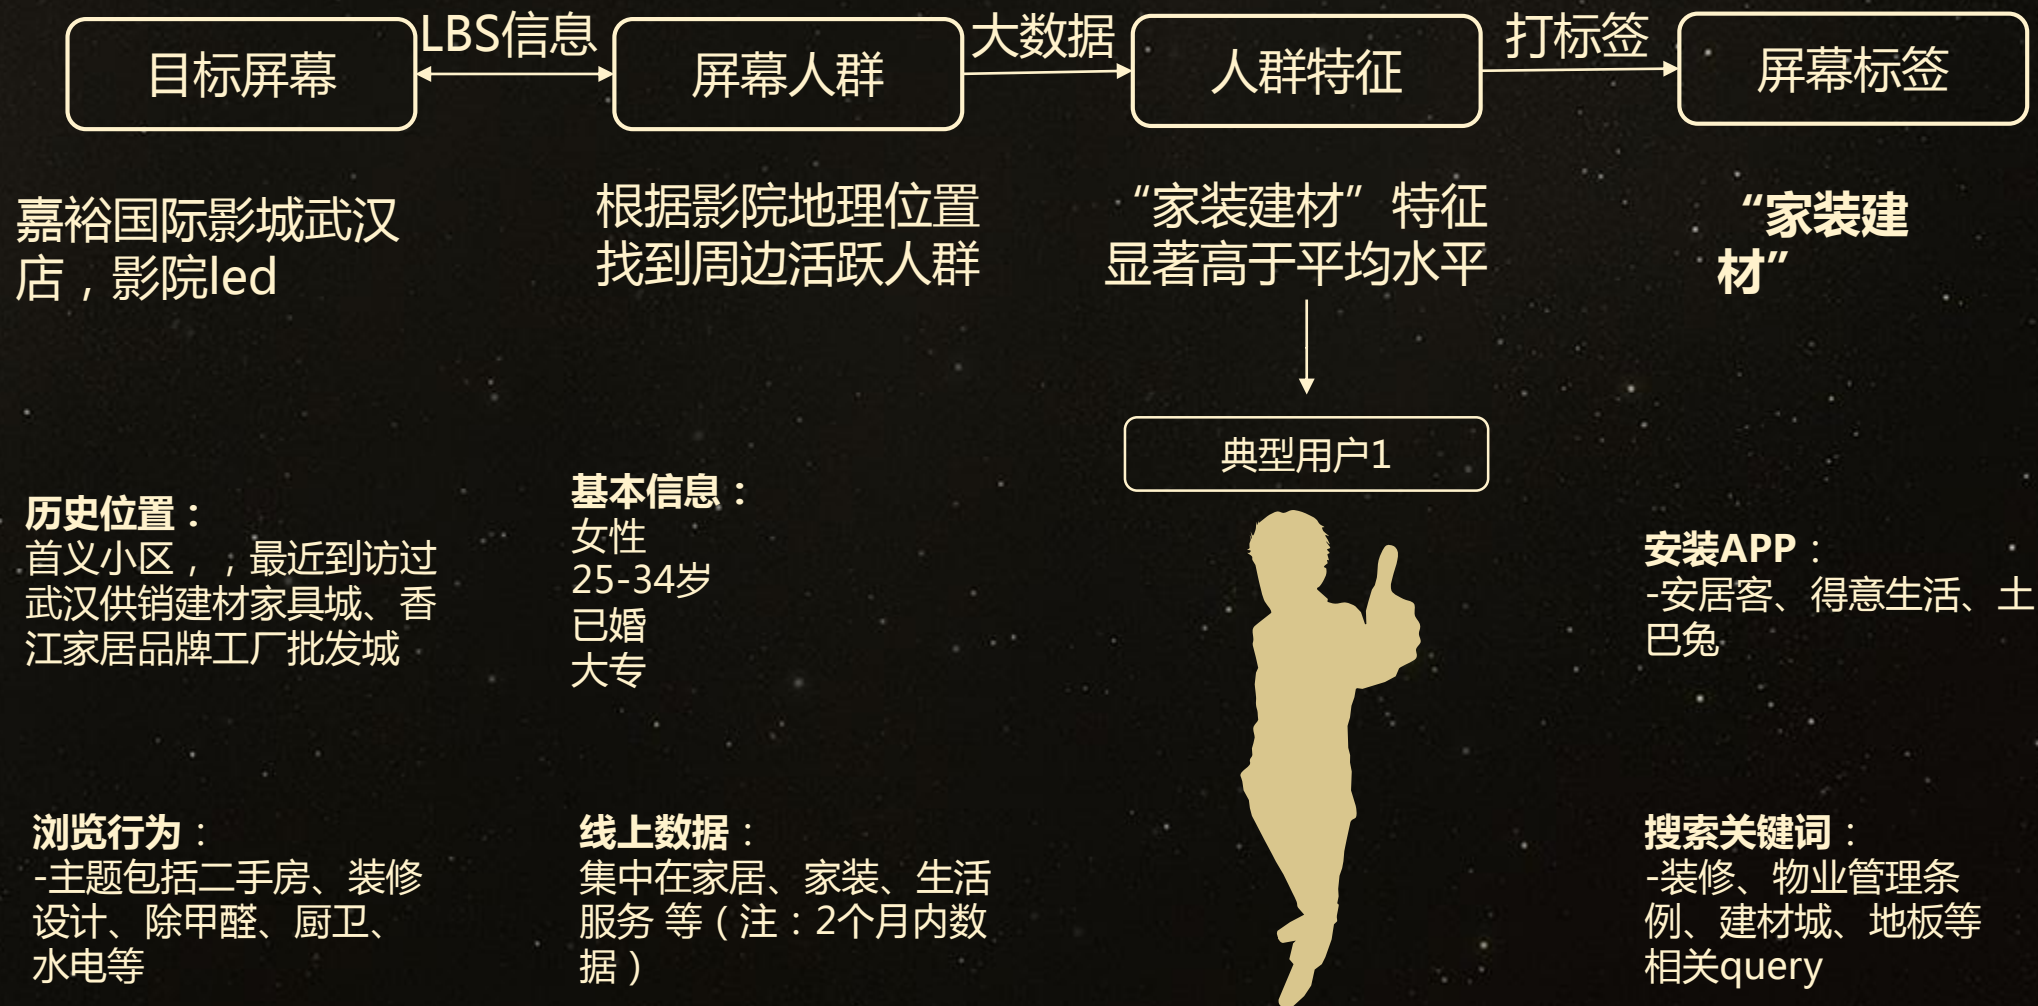 目标屏幕
LBS信息
屏幕人群
大数据
人群特征
打标签
屏幕标签
嘉裕国际影城武汉
店，影院led
根据影院地理位置
找到周边活跃人群
“家装建材”特征
显著高于平均水平
“家装建
材”
典型用户1
历史位置：
首义小区，，最近到访过
武汉供销建材家具城、香
江家居品牌工厂批发城
基本信息：
女性
25-34岁
已婚
大专
安装APP：
-安居客、得意生活、土
巴兔
浏览行为：
-主题包括二手房、装修
设计、除甲醛、厨卫、
水电等
线上数据：
集中在家居、家装、生活
服务 等（注：2个月内数
据）
搜索关键词：
-装修、物业管理条
例、建材城、地板等
相关query